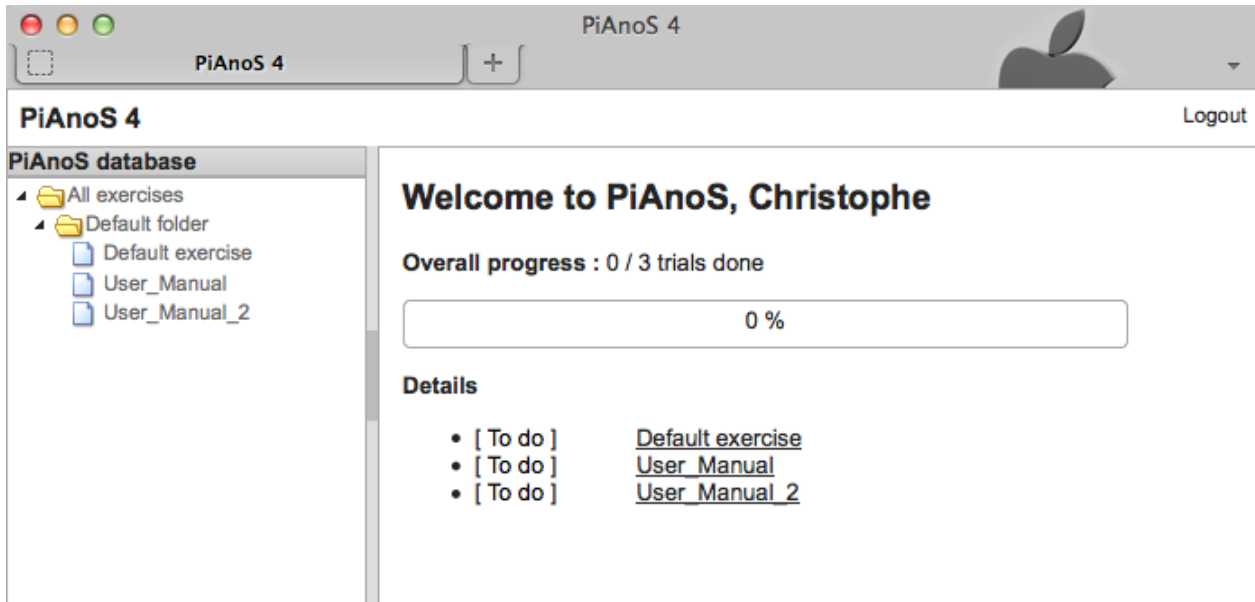 PiAnoS 4
PiAnoS 4
PiAnoS 4
Logout
PiAnoS database
All exercises
Default folder
Default exercise
User_Manual
User_Manual_2
Welcome to PiAnoS, Christophe
Overall progress : 0 / 3 trials done
0 %
Details
[ To do ] Default exercise
[ To do ] User_Manual
[ To do ] User_Manual_2